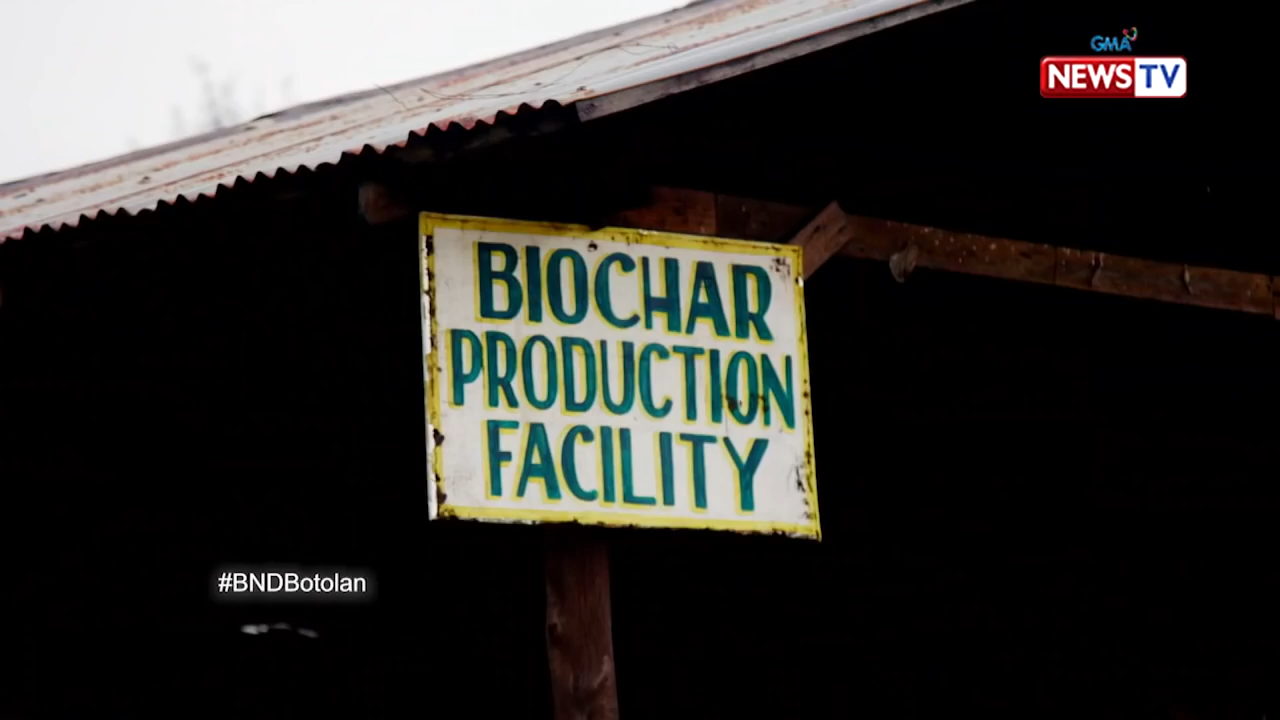 GMA
NEWS TV
BIOCHAR
PRODUCTION
FACILITY
#BNDBotolan